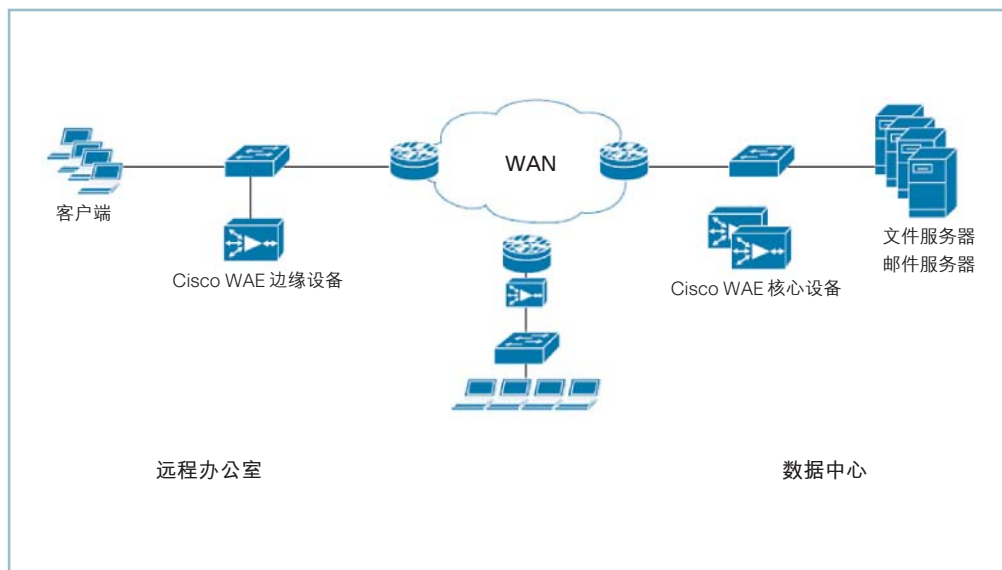 WAN
客户端
文件服务器
邮件服务器
Cisco WAE 边缘设备
Cisco WAE 核心设备
远程办公室
数据中心